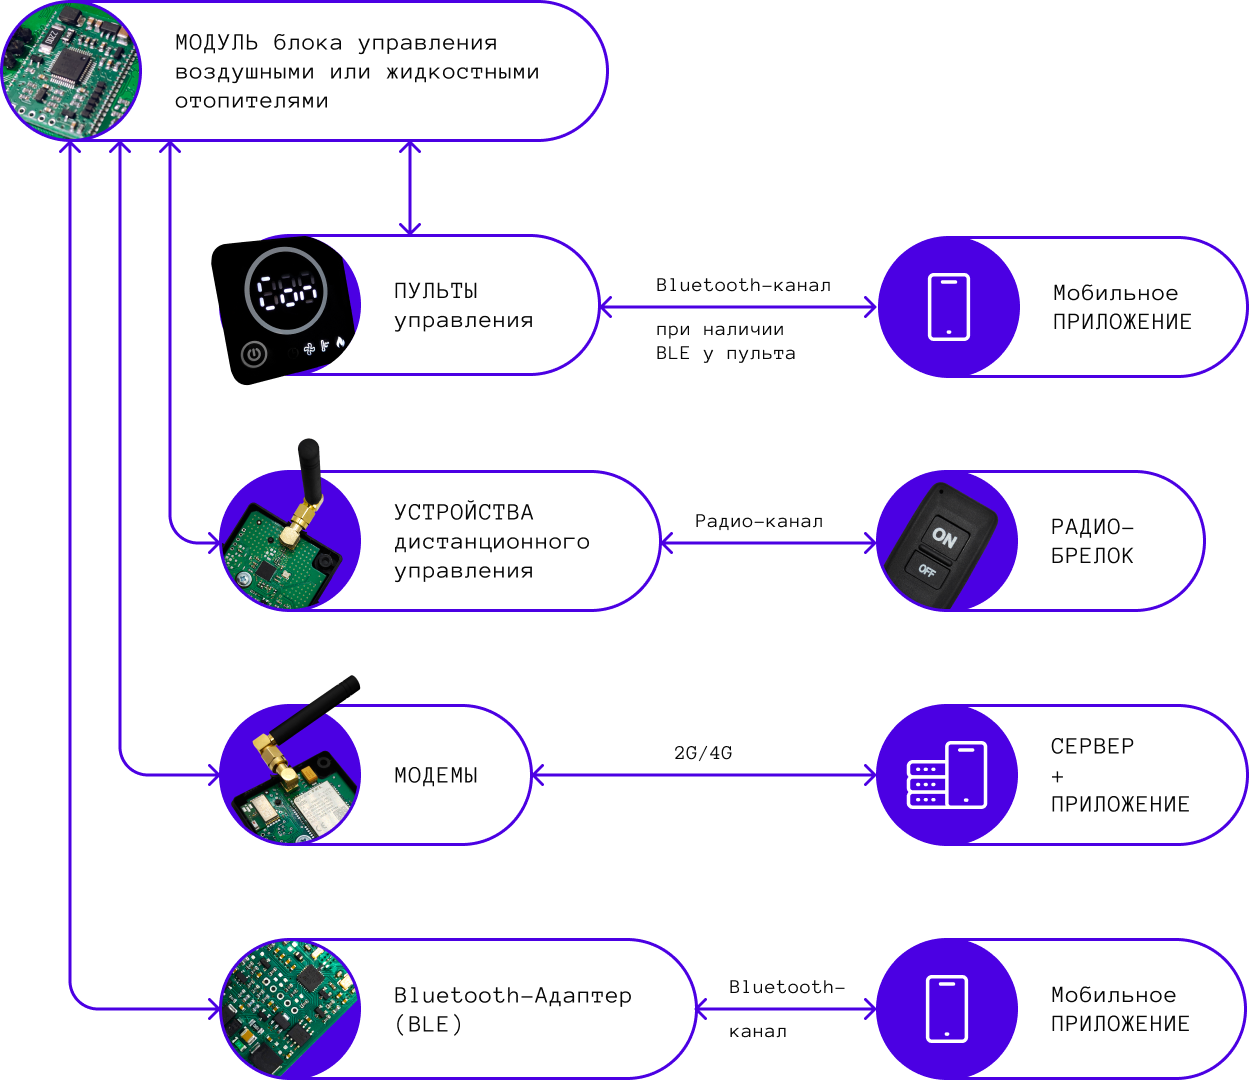 МОДУЛЬ блока управления
воздушными или жидкостными
отопителями
ПУЛЬТЫ
управления
Bluetooth-канал
при наличии
BLE у пульта
Мобильное
ПРИЛОЖЕНИЕ
УСТРОЙСТВА
дистанционного
управления
Радио-канал
ON
OFF
РАДИО-
БРЕЛОК
МОДЕМЫ
2G/4G
СЕРВЕР
+
ПРИЛОЖЕНИЕ
Bluetooth-Адаптер
(BLE)
Bluetooth-
канал
Мобильное
ПРИЛОЖЕНИЕ